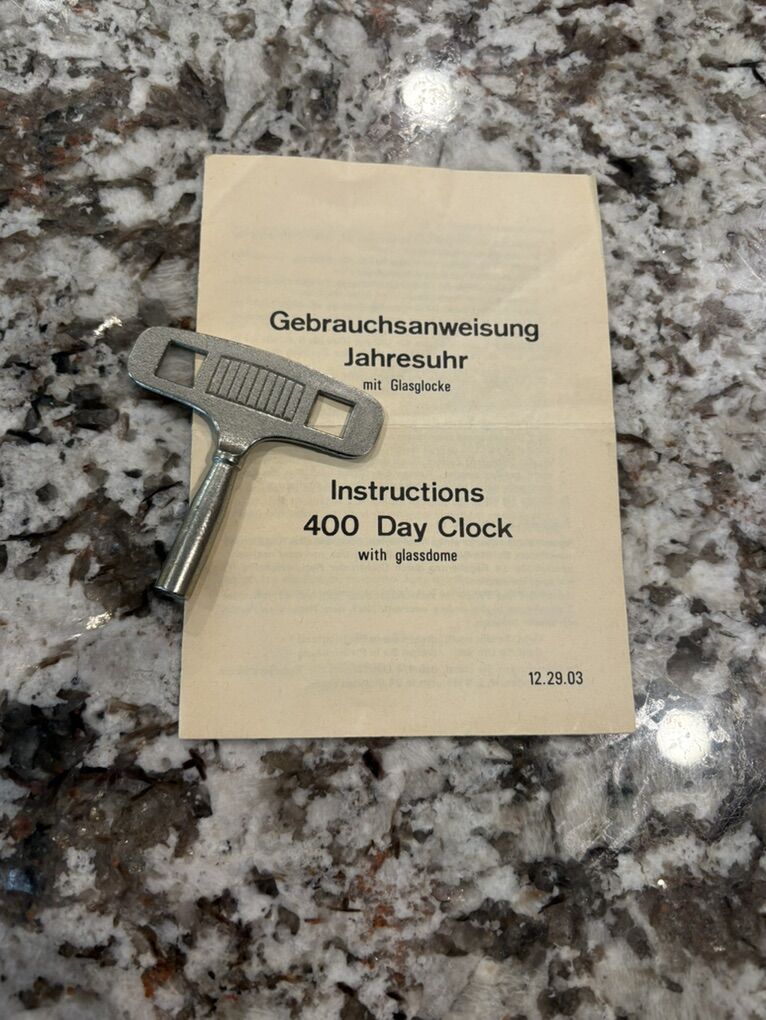 Gebrauchsanweisung
Jahresuhr
mit Glasglocke
Instructions
400 Day Clock
with glassdome
12.29.03